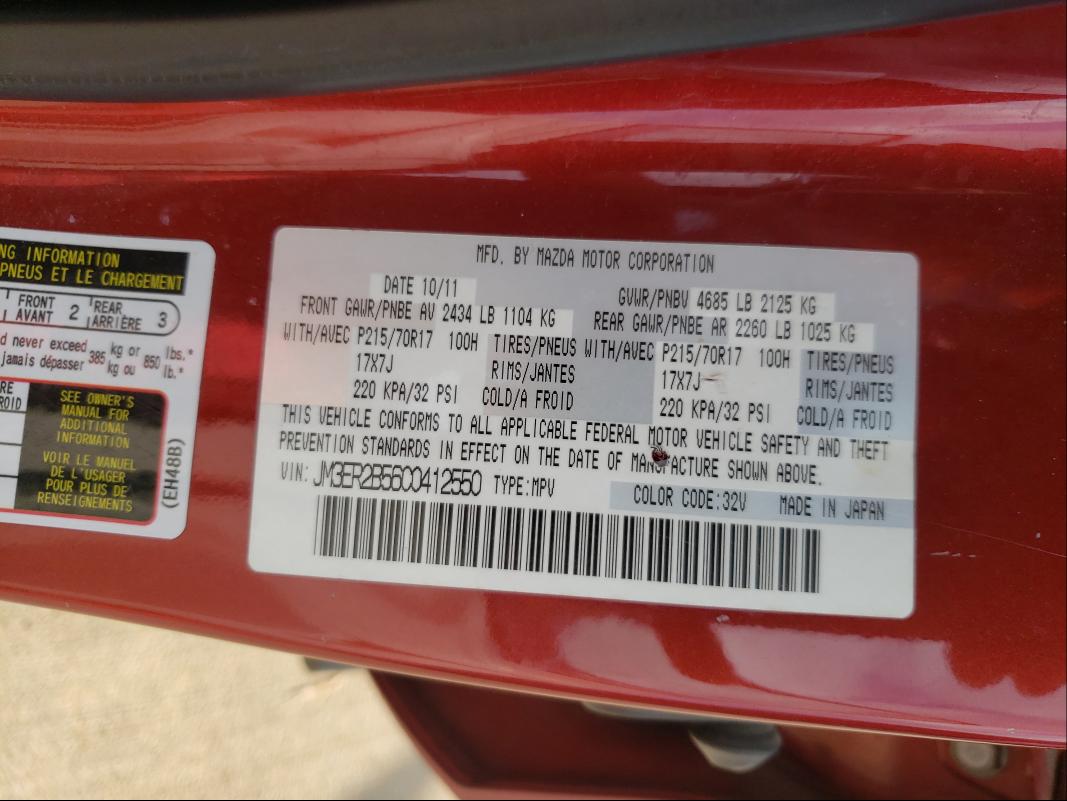 NG INFORMATION
PNEUS ET LE CHARGEMENT
FRONT AVANT 2 REAR ARRIÈRE 3
d never exceed 385 kg or 850 lbs.*
jamais dépasser kg ou lb.*
RE
ROID
SEE OWNER'S
MANUAL FOR
ADDITIONAL
INFORMATION
VOIR LE MANUEL
DE L'USAGER
POUR PLUS DE
RENSEIGNEMENTS
(EH48B)
MFD. BY MAZDA MOTOR CORPORATION
DATE 10/11 GVWR/PNBV 4685 LB 2125 KG
FRONT GAWR/PNBE AV 2434 LB 1104 KG REAR GAWR/PNBE AR 2260 LB 1025 KG
WITH/AVEC P215/70R17 100H TIRES/PNEUS WITH/AVEC P215/70R17 100H TIRES/PNEUS
17X7J RIMS/JANTES 17X7J RIMS/JANTES
220 KPA/32 PSI COLD/A FROID 220 KPA/32 PSI COLD/A FROID
THIS VEHICLE CONFORMS TO ALL APPLICABLE FEDERAL MOTOR VEHICLE SAFETY AND THEFT
PREVENTION STANDARDS IN EFFECT ON THE DATE OF MANUFACTURE SHOWN ABOVE.
VIN: JM3ER2B56C0412550 TYPE:MPV COLOR CODE:32V MADE IN JAPAN